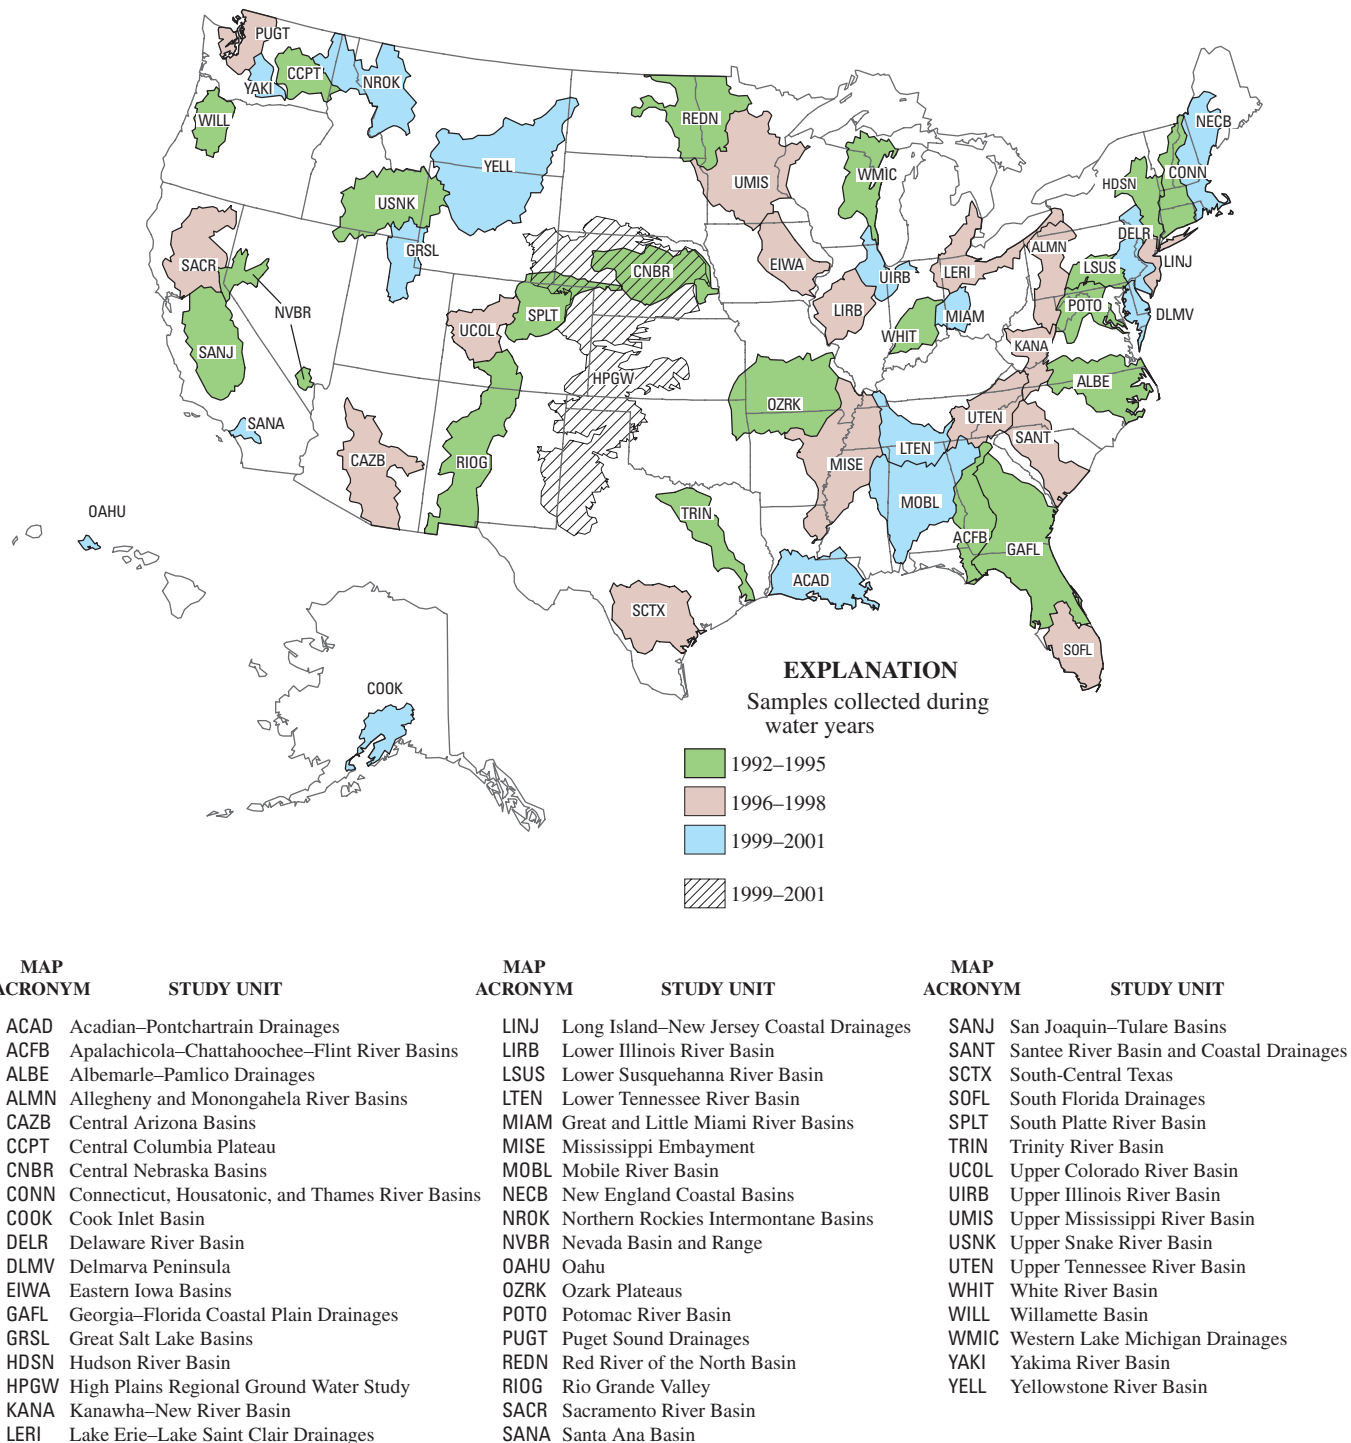 PUGT
YAKI
CCPT
NROK
WILL
YELL
USNK
GRSL
REDN
UMIS
WMIC
NECB
CONN
HDSN
DELR
ALMN
LSUS
LINJ
POTO
DLMV
SACR
NVBR
SANJ
SANA
CNBR
SPLT
UCOL
HPGW
EIWA
LIRB
UIRB
LERI
WHIT
MIAM
KANA
ALBE
UTEN
SANT
OZRK
MISE
LTEN
MOBL
ACFB
GAFL
CAZB
RIOG
TRIN
ACAD
SCTX
SOFL
OAHU
COOK
EXPLANATION
Samples collected during
water years
1992–1995
1996–1998
1999–2001
1999–2001
MAP
ACRONYM STUDY UNIT
ACAD Acadian–Pontchartrain Drainages
ACFB Apalachicola–Chattahoochee–Flint River Basins
ALBE Albemarle–Pamlico Drainages
ALMN Allegheny and Monongahela River Basins
CAZB Central Arizona Basins
CCPT Central Columbia Plateau
CNBR Central Nebraska Basins
CONN Connecticut, Housatonic, and Thames River Basins
COOK Cook Inlet Basin
DELR Delaware River Basin
DLMV Delmarva Peninsula
EIWA Eastern Iowa Basins
GAFL Georgia–Florida Coastal Plain Drainages
GRSL Great Salt Lake Basins
HDSN Hudson River Basin
HPGW High Plains Regional Ground Water Study
KANA Kanawha–New River Basin
LERI Lake Erie–Lake Saint Clair Drainages
MAP
ACRONYM STUDY UNIT
LINJ Long Island–New Jersey Coastal Drainages
LIRB Lower Illinois River Basin
LSUS Lower Susquehanna River Basin
LTEN Lower Tennessee River Basin
MIAM Great and Little Miami River Basins
MISE Mississippi Embayment
MOBL Mobile River Basin
NECB New England Coastal Basins
NROK Northern Rockies Intermontane Basins
NVBR Nevada Basin and Range
OAHU Oahu
OZRK Ozark Plateaus
POTO Potomac River Basin
PUGT Puget Sound Drainages
REDN Red River of the North Basin
RIOG Rio Grande Valley
SACR Sacramento River Basin
SANA Santa Ana Basin
MAP
ACRONYM STUDY UNIT
SANJ San Joaquin–Tulare Basins
SANT Santee River Basin and Coastal Drainages
SCTX South-Central Texas
SOFL South Florida Drainages
SPLT South Platte River Basin
TRIN Trinity River Basin
UCOL Upper Colorado River Basin
UIRB Upper Illinois River Basin
UMIS Upper Mississippi River Basin
USNK Upper Snake River Basin
UTEN Upper Tennessee River Basin
WHIT White River Basin
WILL Willamette Basin
WMIC Western Lake Michigan Drainages
YAKI Yakima River Basin
YELL Yellowstone River Basin